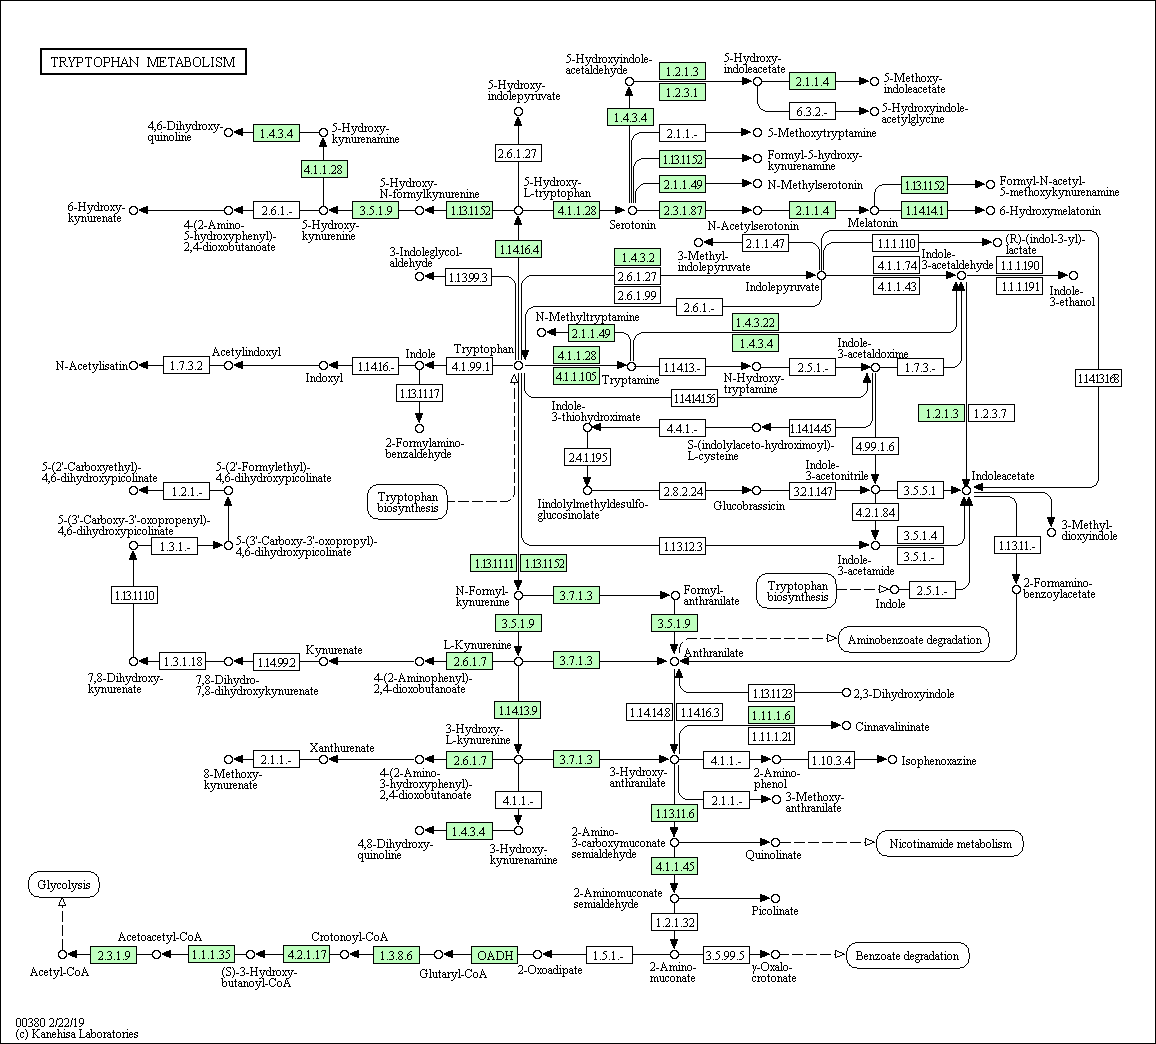 TRYPTOPHAN METABOLISM
5-Hydroxyindole-
acetaldehyde
1.2.1.3
1.2.3.1
5-Hydroxy-
indoleacetate
2.1.1.4
5-Methoxy-
indoleacetate
6.3.2.-
5-Hydroxyindole-
acetylglycine
5-Hydroxy-
indolepyruvate
1.4.3.4
4,6-Dihydroxy-
quinoline
1.4.3.4
5-Hydroxy-
kynurenamine
2.1.1.-
5-Methoxytryptamine
2.6.1.27
1.13.11.52
Formyl-5-hydroxy-
kynurenamine
4.1.1.28
5-Hydroxy-
N-formylkynurenine
5-Hydroxy-
L-tryptophan
2.1.1.49
N-Methylserotonin
1.13.11.52
Formyl-N-acetyl-
5-methoxykynurenamine
6-Hydroxy-
kynurenate
2.6.1.-
3.5.1.9
1.13.11.52
4.1.1.28
2.3.1.87
2.1.1.4
1.14.14.1
6-Hydroxymelatonin
4-(2-Amino-
5-hydroxyphenyl)-
2,4-dioxobutanoate
5-Hydroxy-
kynurenine
Serotonin
N-Acetylserotonin
Melatonin
1.14.16.4
3-Indoleglycol-
aldehyde
1.13.99.3
3-Methyl-
indolepyruvate
2.1.1.47
1.1.1.110
(R)-(indol-3-yl)-
lactate
1.4.3.2
2.6.1.27
2.6.1.99
Indolepyruvate
4.1.1.74
4.1.1.43
Indole-
3-acetaldehyde
1.1.1.190
1.1.1.191
Indole-
3-ethanol
2.6.1.-
N-Methyltryptamine
2.1.1.49
1.4.3.22
1.4.3.4
N-Acetylisatin
1.7.3.2
Acetylindoxyl
Indoxyl
1.14.16.-
Indole
4.1.99.1
Tryptophan
4.1.1.28
4.1.1.105
Tryptamine
1.14.13.-
N-Hydroxy-
tryptamine
2.5.1.-
Indole-
3-acetaldoxime
1.7.3.-
1.14.13.168
1.13.11.17
2-Formylamino-
benzaldehyde
1.14.14.156
Indole-
3-thiohydroximate
4.4.1.-
S-(indolylaceto-hydroximoyl)-
L-cysteine
1.14.14.45
1.2.1.3
1.2.3.7
2.4.1.195
4.99.1.6
Indole-
3-acetonitrile
5-(2'-Carboxyethyl)-
4,6-dihydroxypicolinate
1.2.1.-
5-(2'-Formylethyl)-
4,6-dihydroxypicolinate
Tryptophan
biosynthesis
Iindolylmethyldesulfo-
glucosinolate
2.8.2.24
Glucobrassicin
3.2.1.147
3.5.5.1
Indoleacetate
5-(3'-Carboxy-3'-oxopropenyl)-
4,6-dihydroxypicolinate
1.3.1.-
5-(3'-Carboxy-3'-oxopropyl)-
4,6-dihydroxypicolinate
4.2.1.84
3-Methyl-
dioxyindole
1.13.12.3
Indole-
3-acetamide
3.5.1.4
3.5.1.-
1.13.11.-
1.13.11.10
1.13.11.11
1.13.11.52
N-Formyl-
kynurenine
3.7.1.3
Formyl-
anthranilate
Tryptophan
biosynthesis
Indole
2.5.1.-
2-Formamino-
benzoylacetate
3.5.1.9
3.5.1.9
Aminobenzoate degradation
1.3.1.18
1.14.99.2
Kynurenate
2.6.1.7
L-Kynurenine
3.7.1.3
Anthranilate
7,8-Dihydroxy-
kynurenate
7,8-Dihydro-
7,8-dihydroxykynurenate
4-(2-Aminophenyl)-
2,4-dioxobutanoate
1.14.13.9
1.14.14.8
1.14.16.3
1.13.11.23
2,3-Dihydroxyindole
1.11.1.6
1.11.1.21
Cinnavalininate
3-Hydroxy-
L-kynurenine
2.1.1.-
Xanthurenate
2.6.1.7
3.7.1.3
8-Methoxy-
kynurenate
4-(2-Amino-
3-hydroxyphenyl)-
2,4-dioxobutanoate
3-Hydroxy-
anthranilate
4.1.1.-
2-Amino-
phenol
1.10.3.4
Isophenoxazine
4.1.1.-
2.1.1.-
3-Methoxy-
anthranilate
1.13.11.6
4,8-Dihydroxy-
quinoline
1.4.3.4
3-Hydroxy-
kynurenamine
2-Amino-
3-carboxymuconate
semialdehyde
Quinolinate
Nicotinamide metabolism
4.1.1.45
Glycolysis
2-Aminomuconate
semialdehyde
Picolinate
1.2.1.32
Acetyl-CoA
2.3.1.9
Acetoacetyl-CoA
1.1.1.35
(S)-3-Hydroxy-
butanoyl-CoA
4.2.1.17
Crotonoyl-CoA
1.3.8.6
Glutaryl-CoA
OADH
2-Oxoadipate
1.5.1.-
2-Amino-
muconate
3.5.99.5
γ-Oxalo-
crotonate
Benzoate degradation
00380 2/22/19
(c) Kanehisa Laboratories